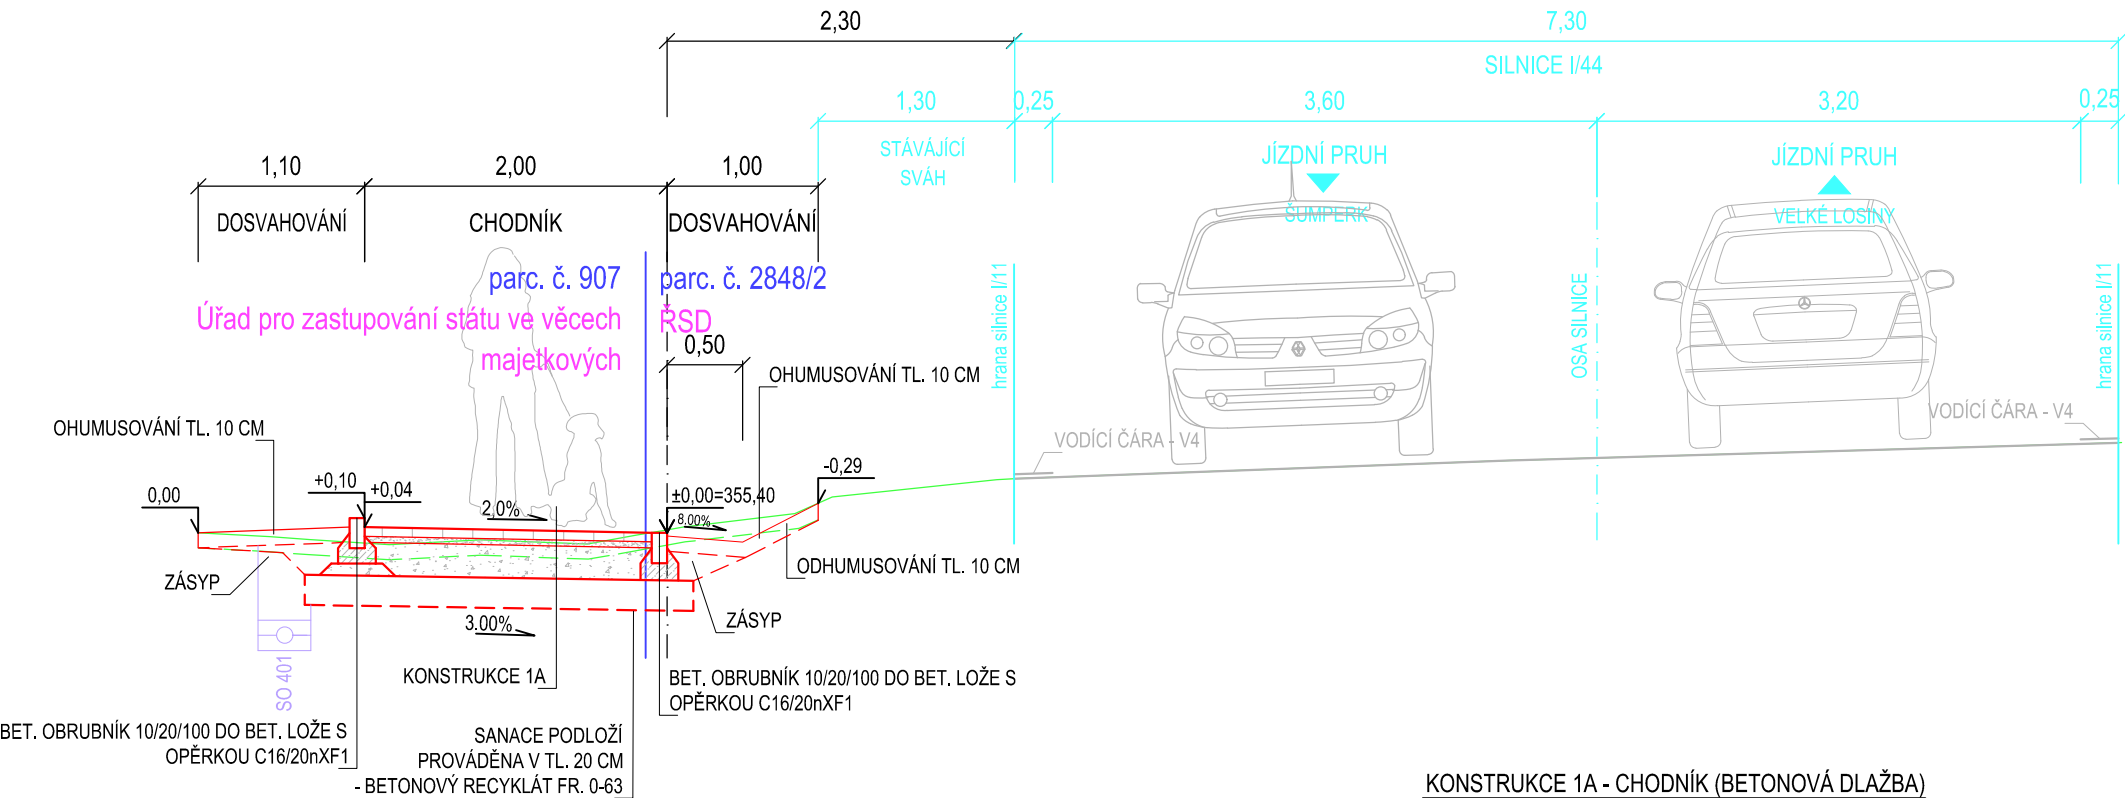 2,30
7,30
SILNICE I/44
1,30
0,25
3,60
3,20
0,25
STÁVÁJÍCÍ
SVÁH
JÍZDNÍ PRUH
JÍZDNÍ PRUH
1,10
2,00
1,00
DOSVAHOVÁNÍ
CHODNÍK
DOSVAHOVÁNÍ
ŠUMPERK
VELKÉ LOSINY
parc. č. 907
parc. č. 2848/2
Úřad pro zastupování státu ve věcech
majetkových
ŘSD
0,50
hrana silnice I/11
OSA SILNICE
hrana silnice I/11
OHUMUSOVÁNÍ TL. 10 CM
OHUMUSOVÁNÍ TL. 10 CM
VODÍCÍ ČÁRA - V4
VODÍCÍ ČÁRA - V4
0,00
+0,10
+0,04
2,0%
±0,00=355,40
8.00%
-0,29
ZÁSYP
ODHUMUSOVÁNÍ TL. 10 CM
ZÁSYP
3.00%
SO 401
KONSTRUKCE 1A
BET. OBRUBNÍK 10/20/100 DO BET. LOŽE S
OPĚRKOU C16/20nXF1
BET. OBRUBNÍK 10/20/100 DO BET. LOŽE S
OPĚRKOU C16/20nXF1
SANACE PODLOŽÍ
PROVÁDĚNA V TL. 20 CM
- BETONOVÝ RECYKLÁT FR. 0-63
KONSTRUKCE 1A - CHODNÍK (BETONOVÁ DLAŽBA)